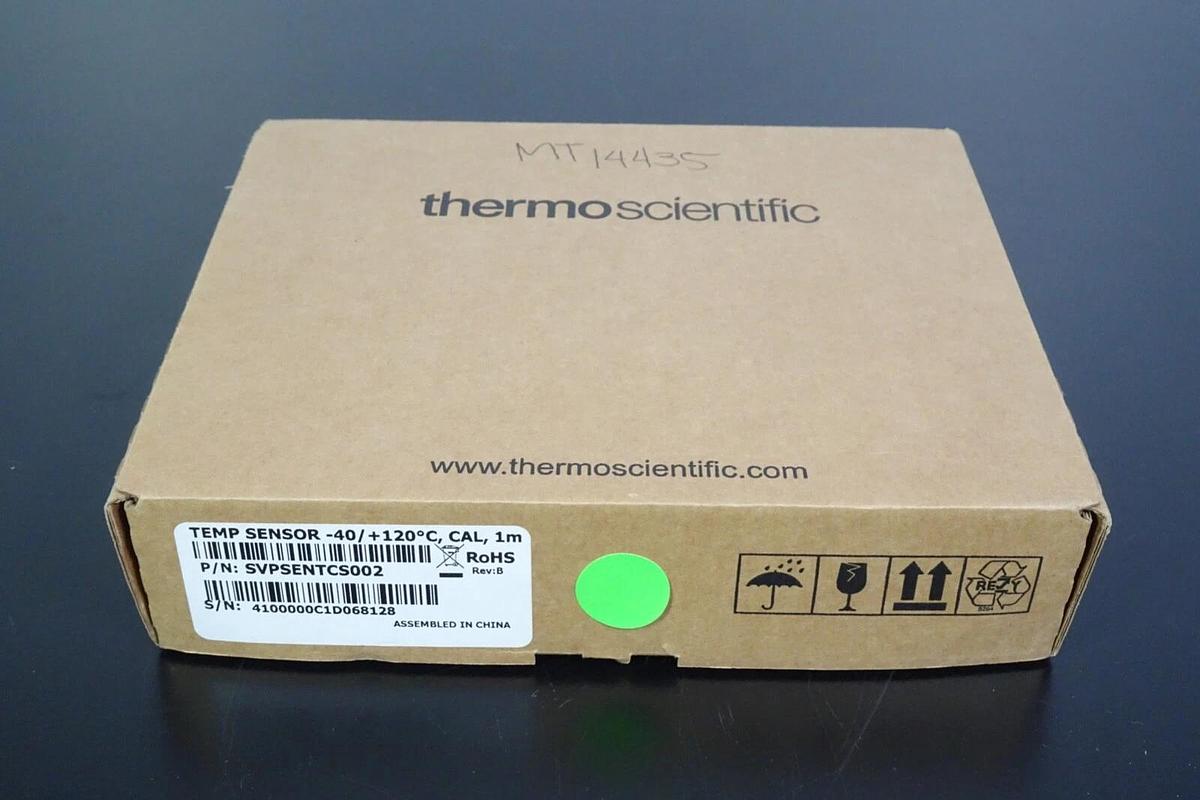 MT14435
thermoscientific
www.thermoscientific.com
TEMP SENSOR -40/+120°C, CAL, 1m
RoHS
P/N: SVPSENTCS002
Rev:B
S/N: 4100000C1D068128
ASSEMBLED IN CHINA
REZY